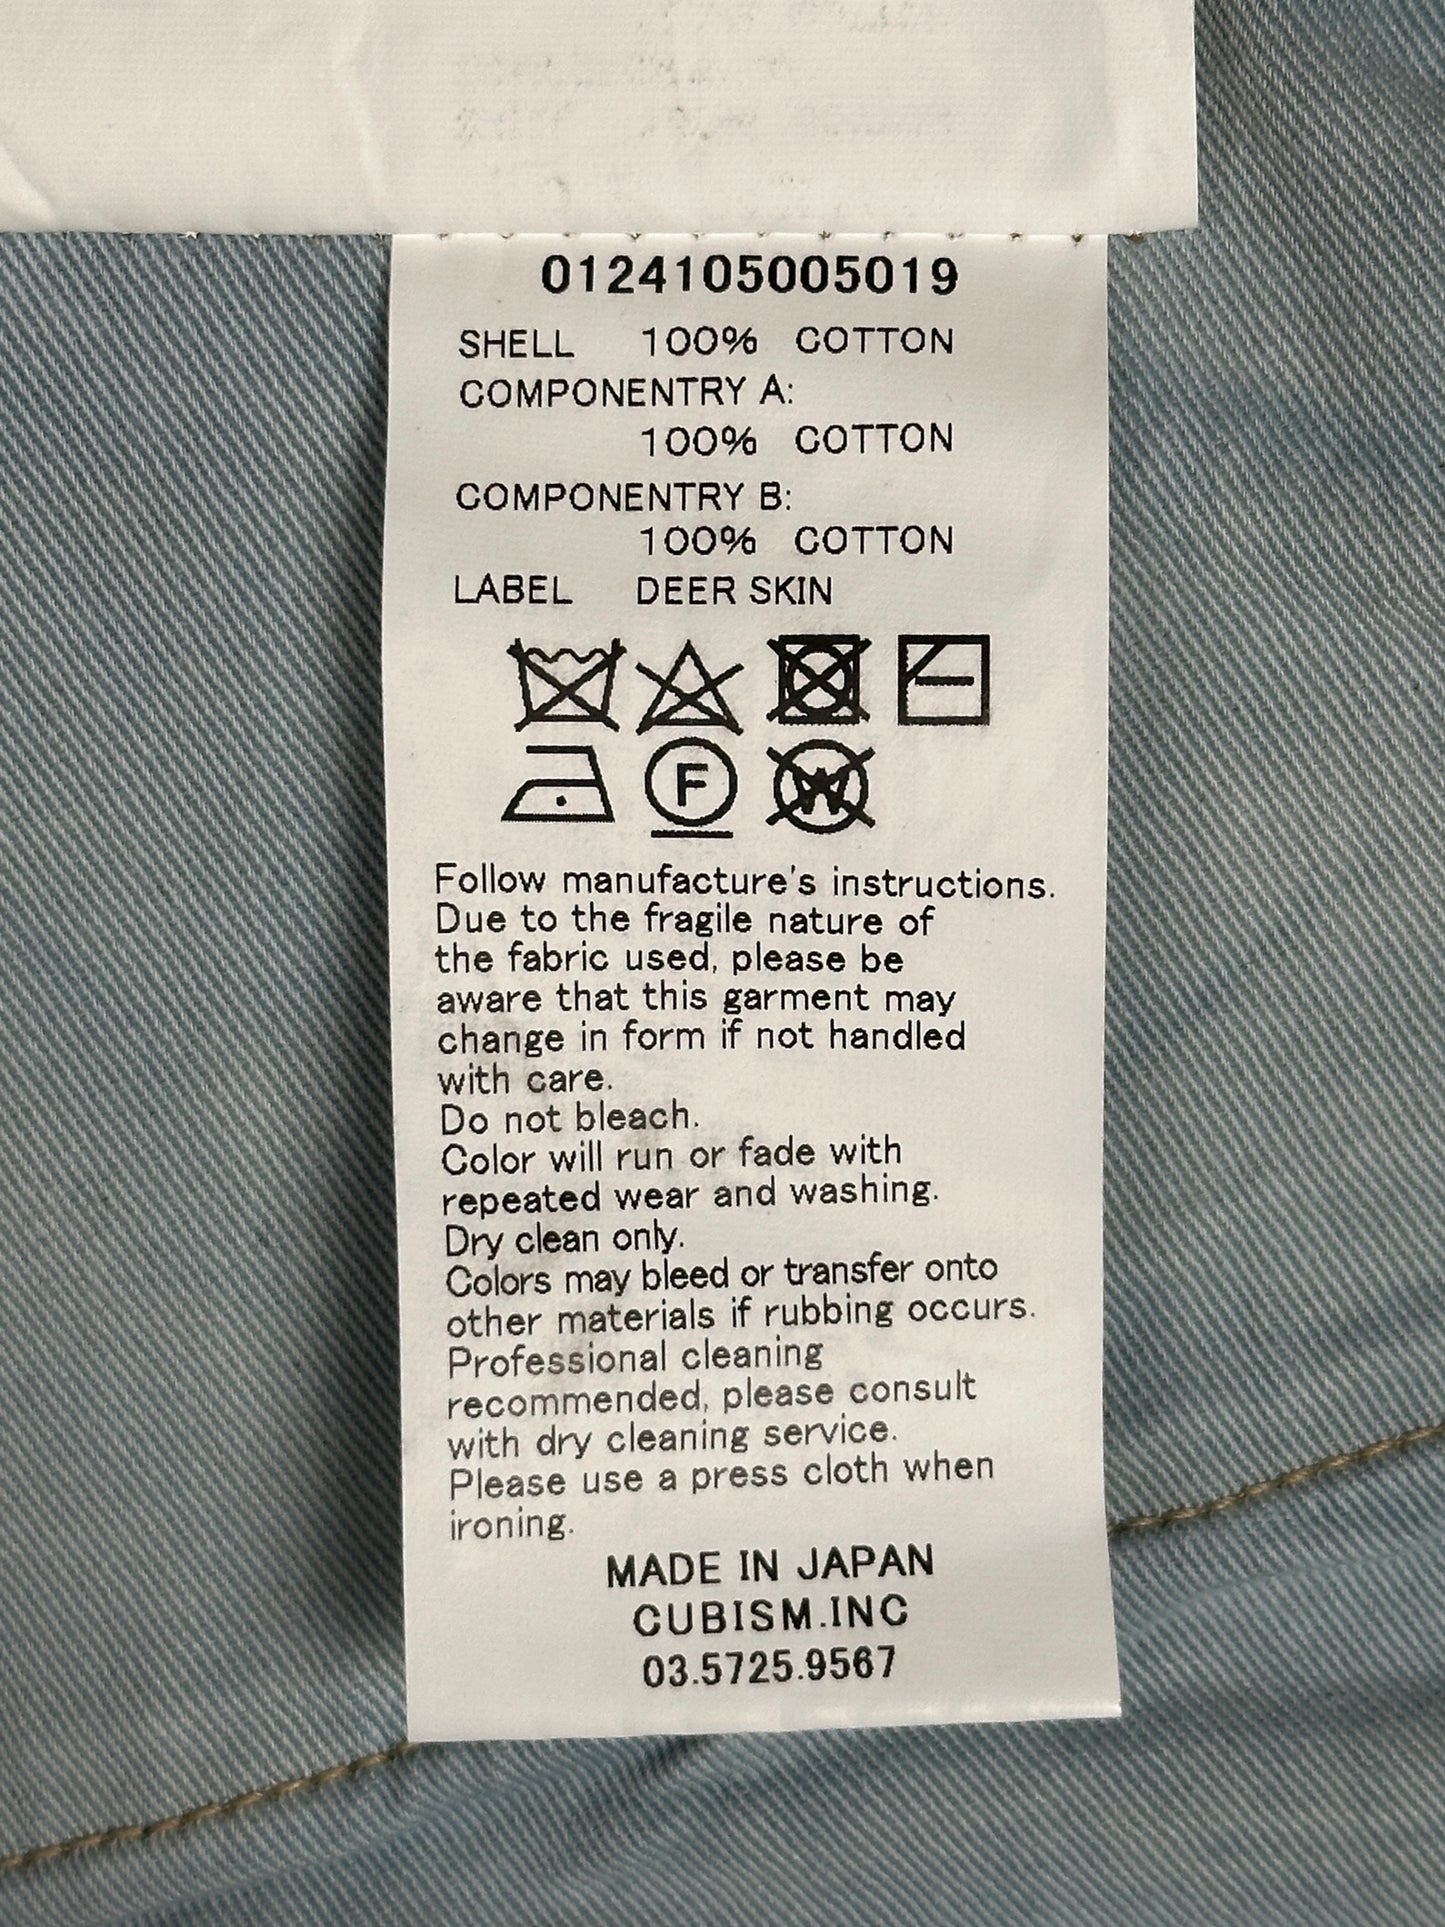 0124105005019
SHELL 100% COTTON
COMPONENTRY A:
100% COTTON
COMPONENTRY B:
100% COTTON
LABEL DEER SKIN
F W
Follow manufacture's instructions.
Due to the fragile nature of
the fabric used, please be
aware that this garment may
change in form if not handled
with care.
Do not bleach.
Color will run or fade with
repeated wear and washing.
Dry clean only.
Colors may bleed or transfer onto
other materials if rubbing occurs.
Professional cleaning
recommended, please consult
with dry cleaning service.
Please use a press cloth when
ironing.
MADE IN JAPAN
CUBISM.INC
03.5725.9567